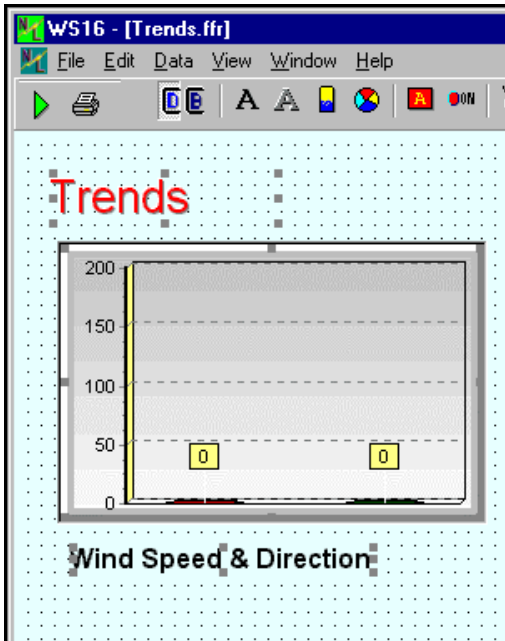 WS16 - [Trends.ffr]
File Edit Data View Window Help
D B A A A ON
Trends
200
150
100
50
0
0 0
Wind Speed & Direction